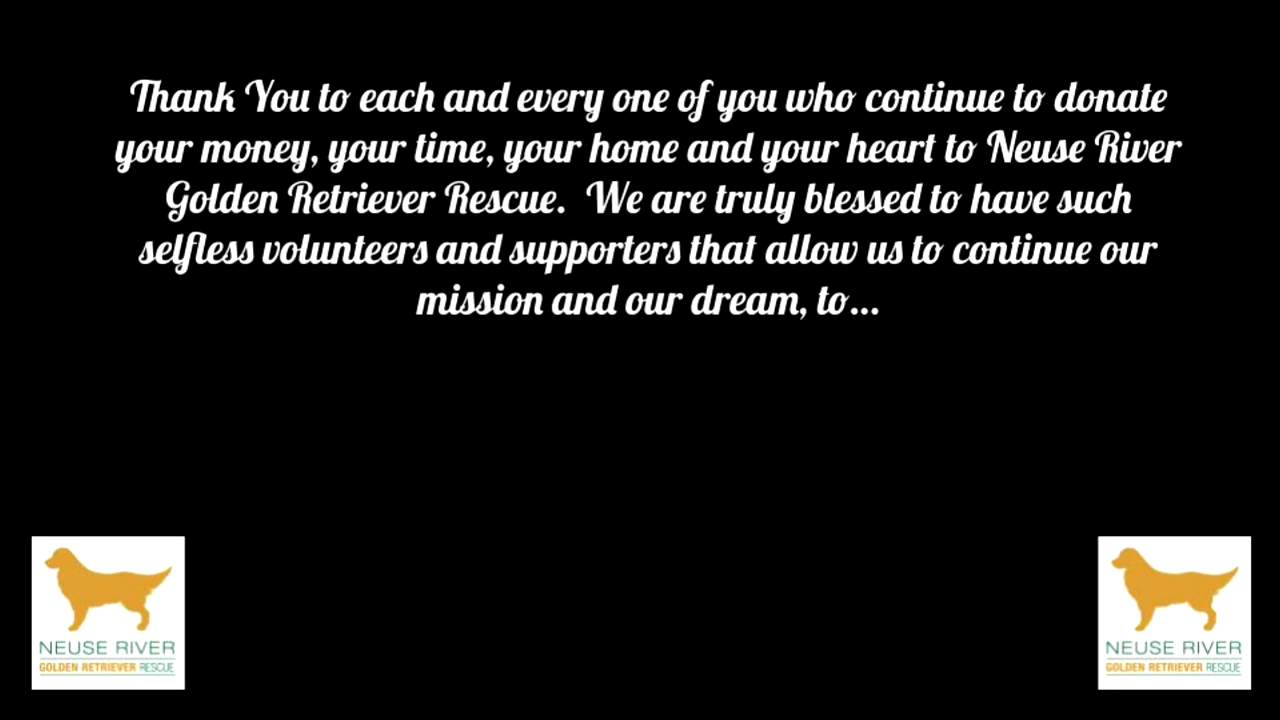 Thank You to each and every one of you who continue to donate
your money, your time, your home and your heart to Neuse River
Golden Retriever Rescue.  We are truly blessed to have such
selfless volunteers and supporters that allow us to continue our
mission and our dream, to...
NEUSE RIVER
GOLDEN RETRIEVER RESCUE
NEUSE RIVER
GOLDEN RETRIEVER RESCUE